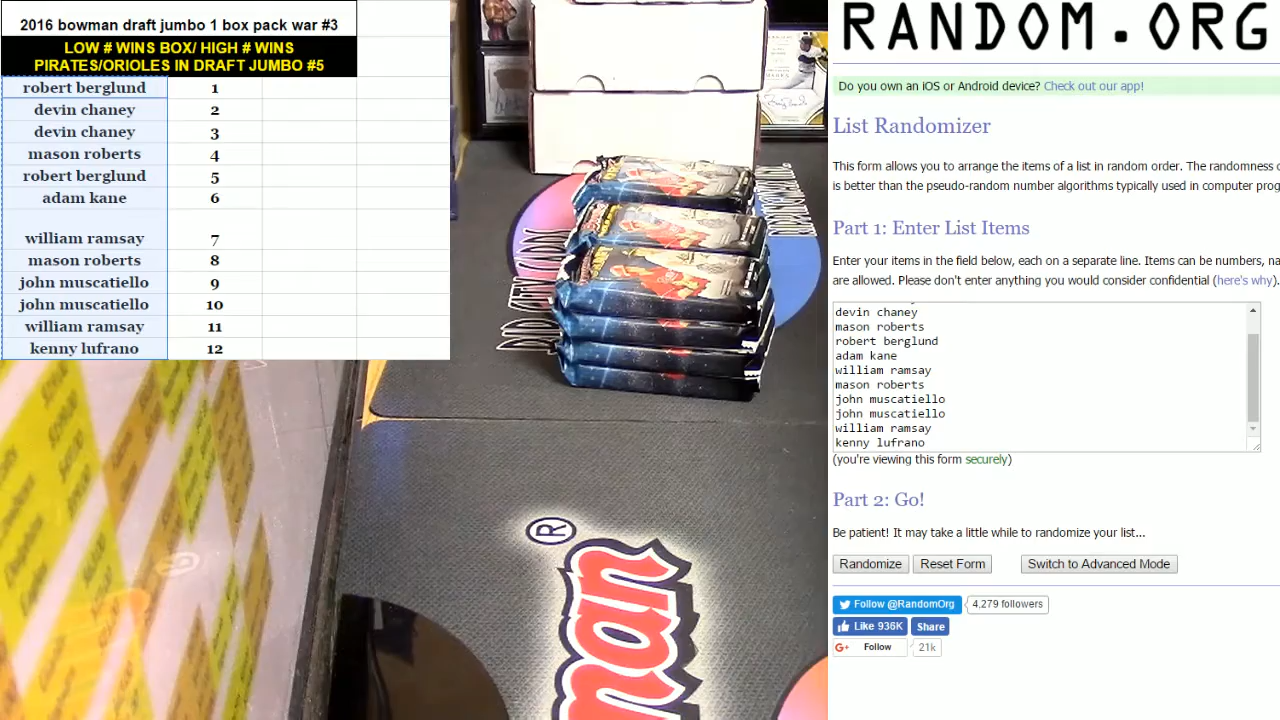 2016 bowman draft jumbo 1 box pack war #3
LOW # WINS BOX/ HIGH # WINS
PIRATES/ORIOLES IN DRAFT JUMBO #5
robert berglund 1
devin chaney 2
devin chaney 3
mason roberts 4
robert berglund 5
adam kane 6
william ramsay 7
mason roberts 8
john muscatiello 9
john muscatiello 10
william ramsay 11
kenny lufrano 12
®
RANDOM.ORG
Do you own an iOS or Android device? Check out our app!
List Randomizer
This form allows you to arrange the items of a list in random order. The randomness
is better than the pseudo-random number algorithms typically used in computer
Part 1: Enter List Items
Enter your items in the field below, each on a separate line. Items can be numbers,
are allowed. Please don't enter anything you would consider confidential (here's why).
devin chaney
mason roberts
robert berglund
adam kane
william ramsay
mason roberts
john muscatiello
john muscatiello
william ramsay
kenny lufrano
(you're viewing this form securely)
Part 2: Go!
Be patient! It may take a little while to randomize your list...
Randomize Reset Form Switch to Advanced Mode
Follow @RandomOrg 4,279 followers
Like 936K Share
G+ Follow 21k